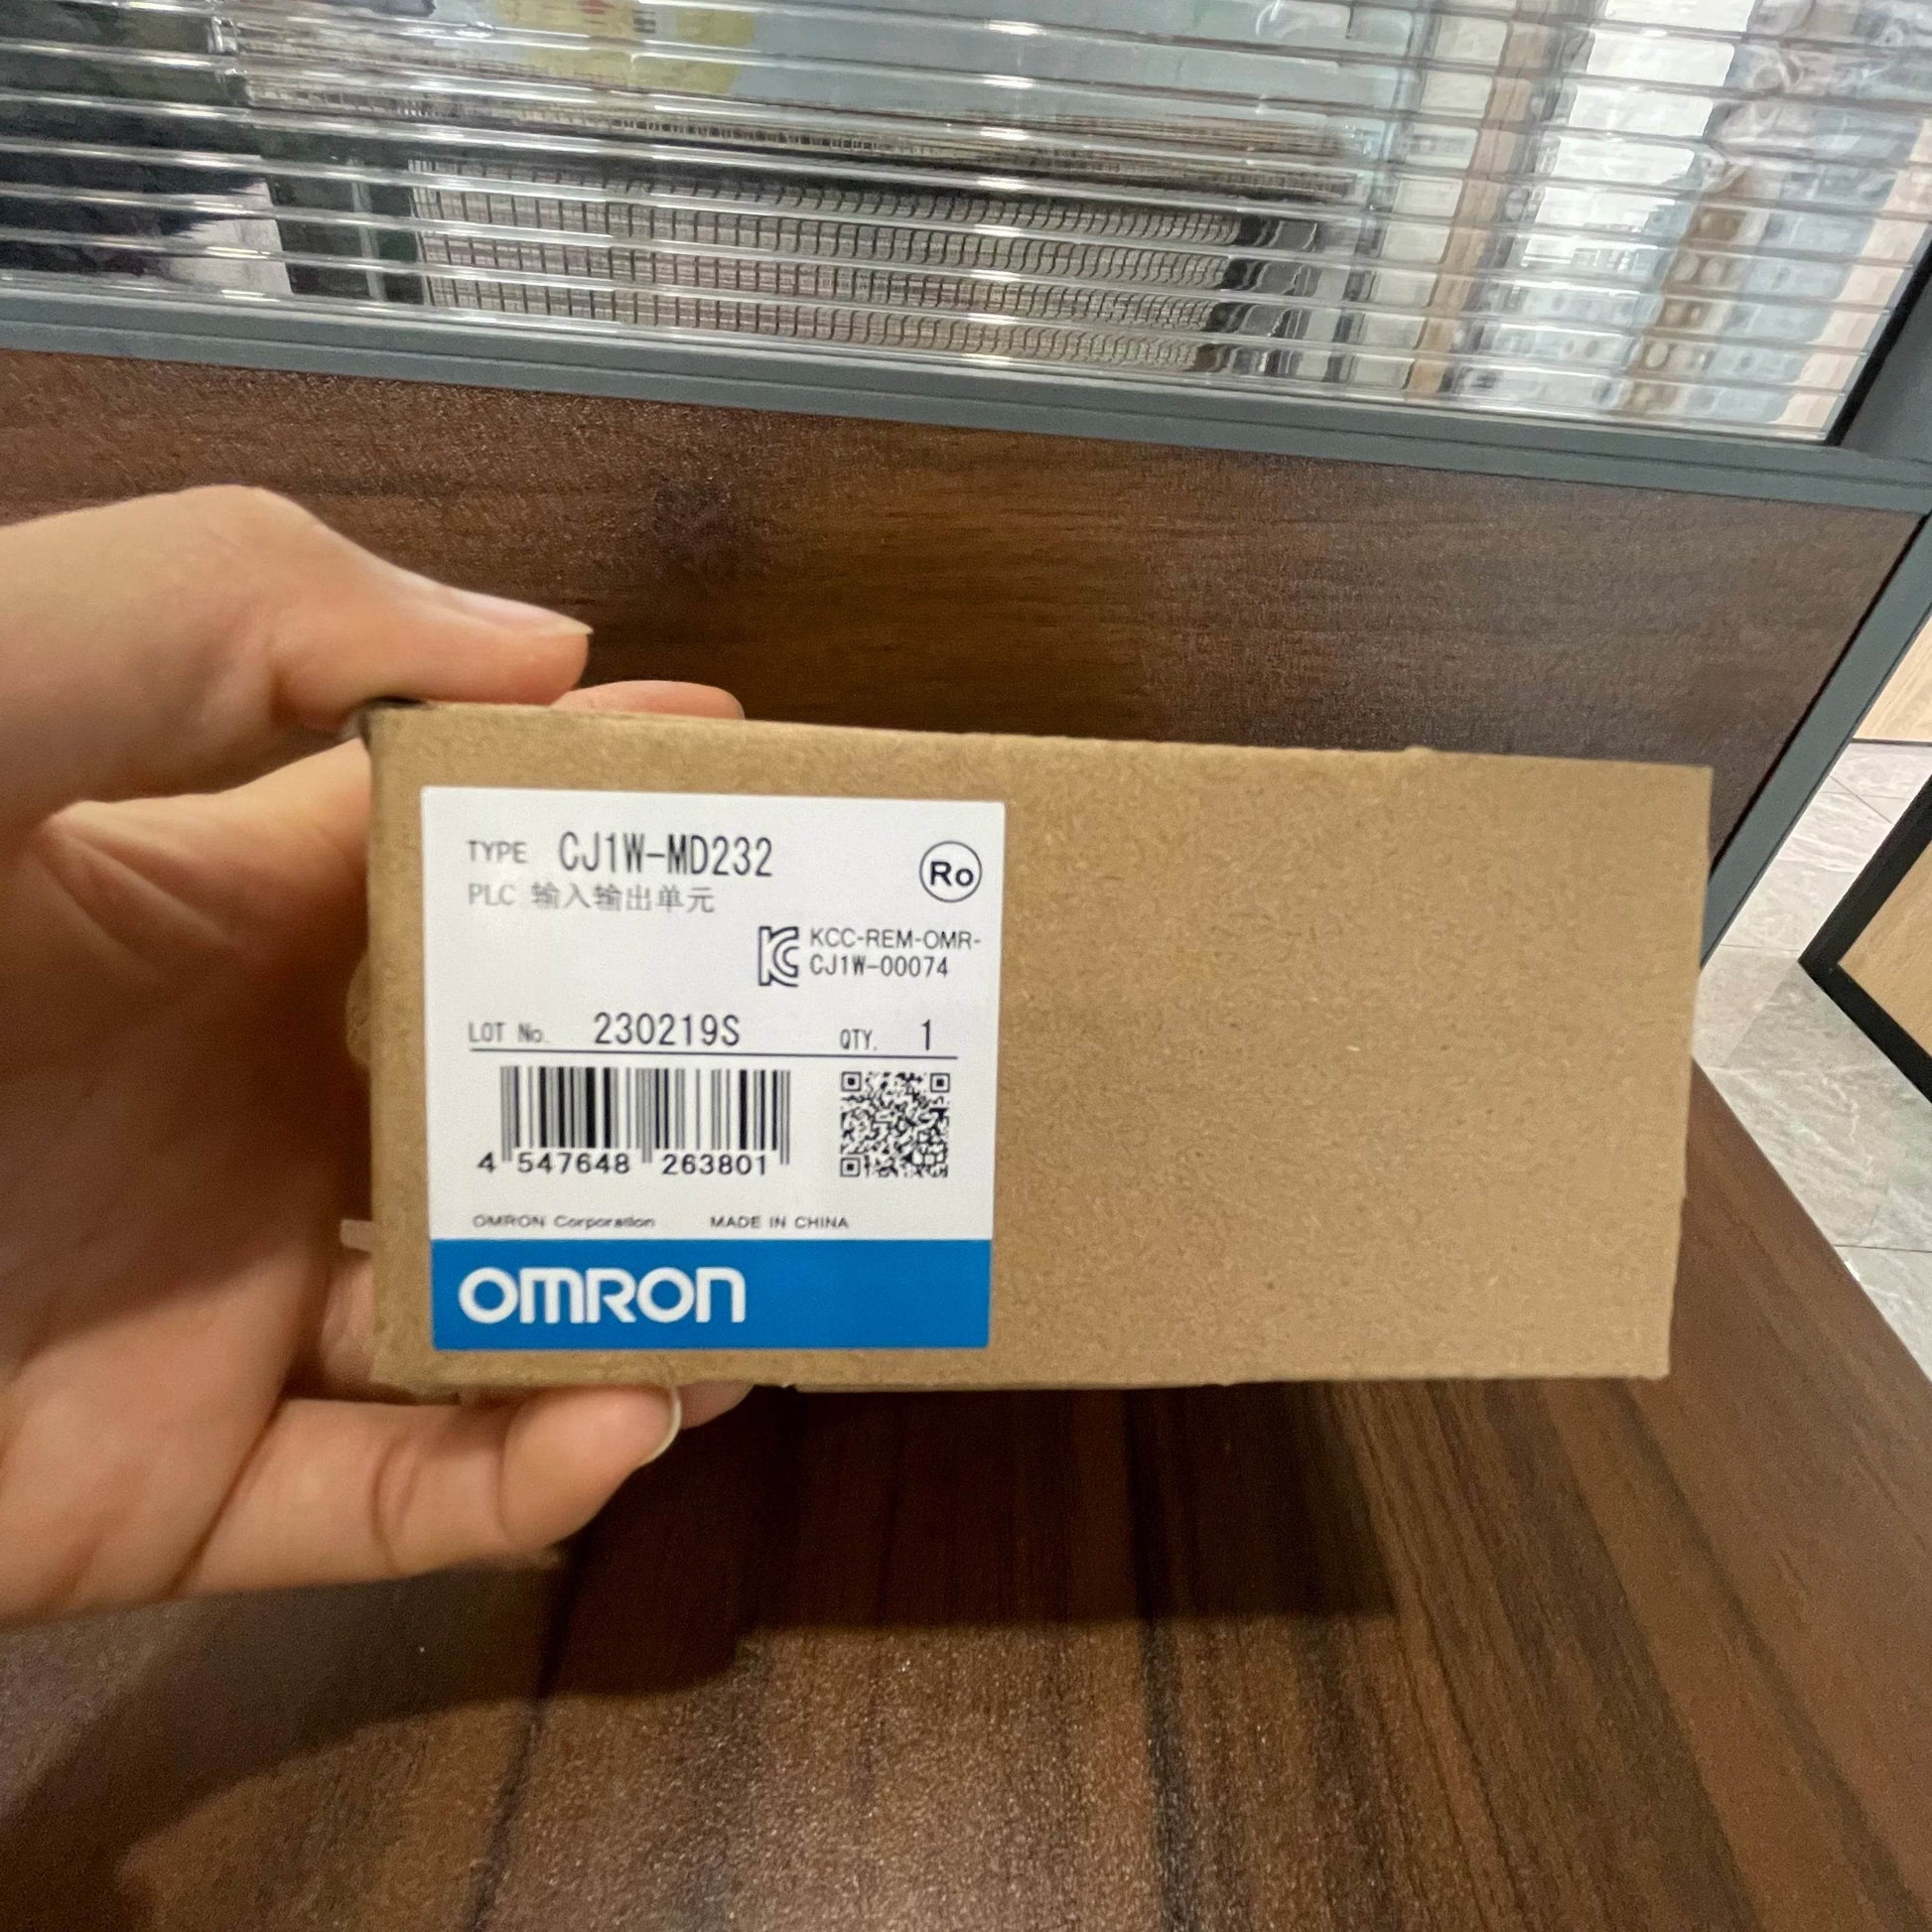 TYPE CJ1W-MD232
PLC 输入输出单元
Ro
KCC-REM-OMR-
CJ1W-00074
LOT No. 230219S QTY. 1
4 547648 263801
OMRON Corporation MADE IN CHINA
OMRON